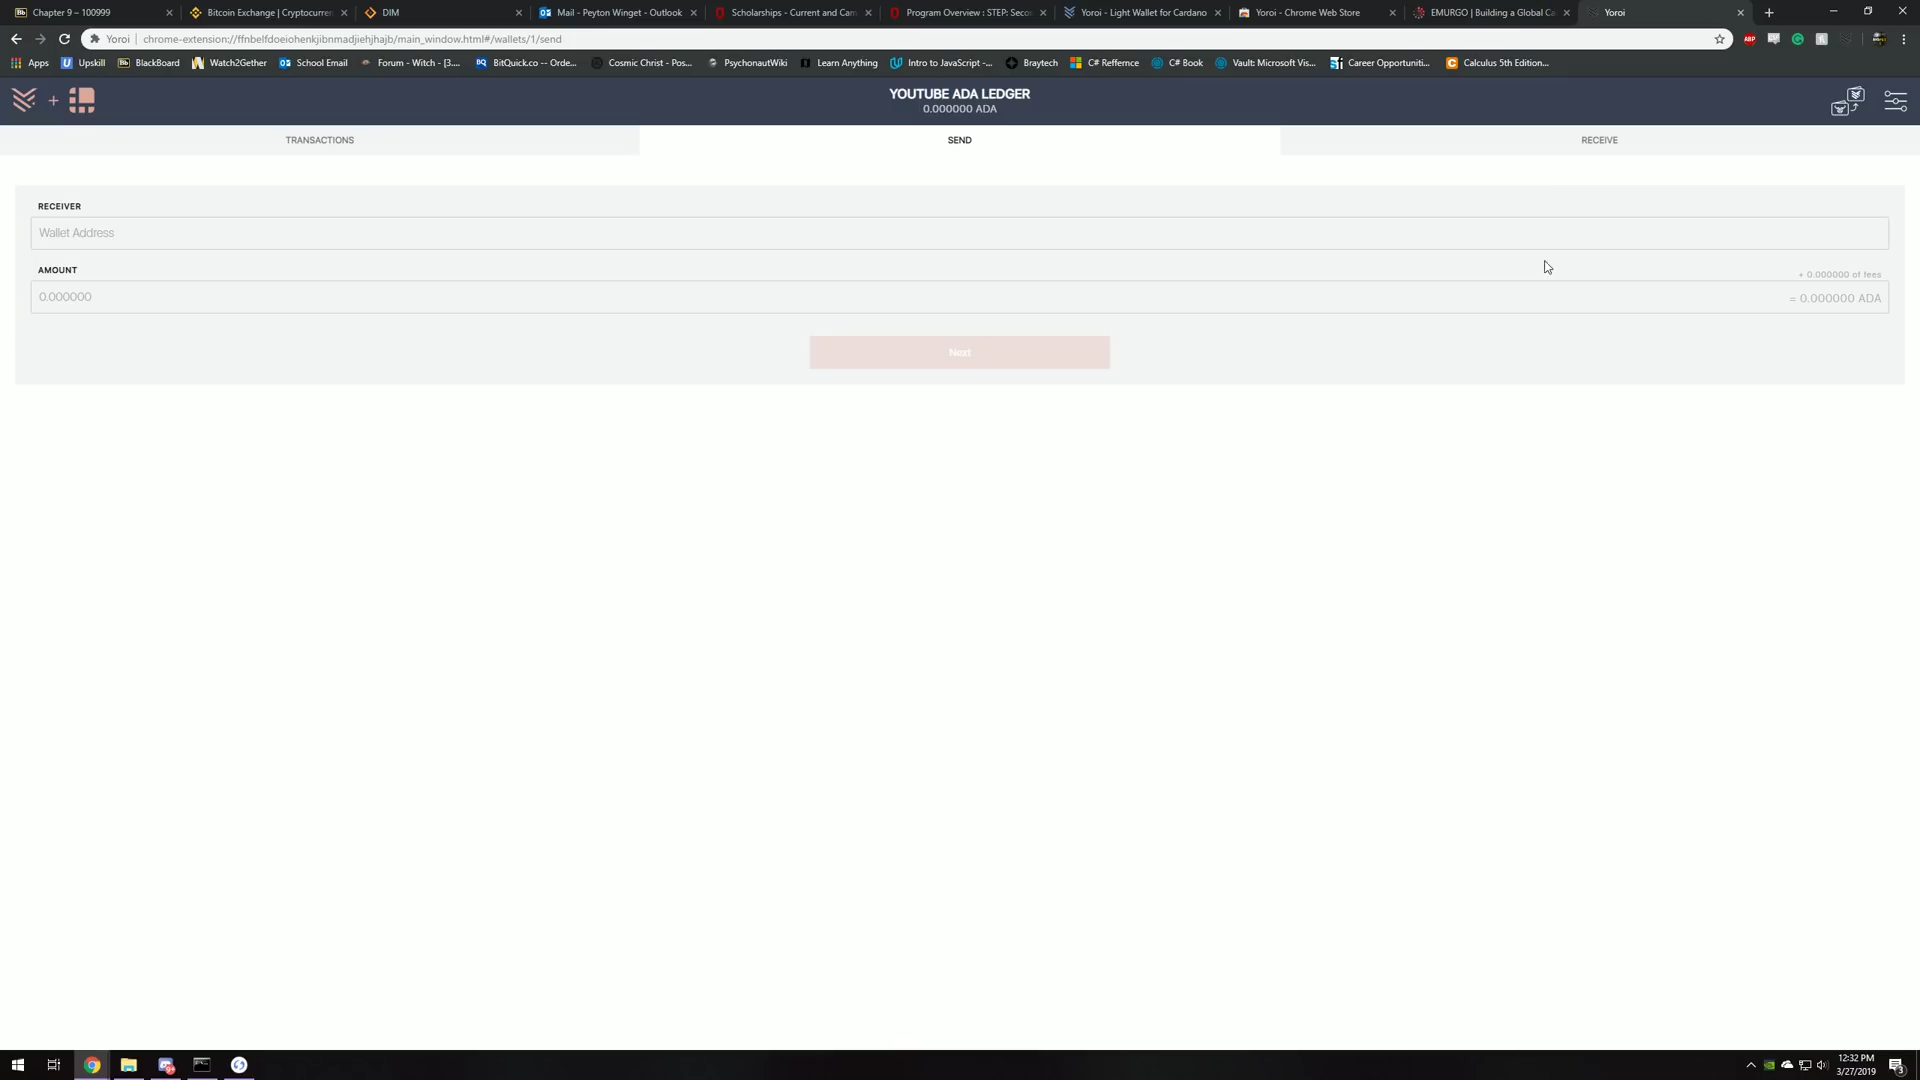 Chapter 9 – 100999
Bitcoin Exchange | Cryptocurren
DIM
Mail - Peyton Winget - Outlook
Scholarships - Current and Cam
Program Overview : STEP: Seco
Yoroi - Light Wallet for Cardano
Yoroi - Chrome Web Store
EMURGO | Building a Global Ca
Yoroi
Yoroi | chrome-extension://ffnbelfdoeiohenkjibnmadjiehjhajb/main_window.html#/wallets/1/send
ABP
Apps
Upskill
BlackBoard
Watch2Gether
School Email
Forum - Witch - [3....
BitQuick.co -- Orde...
Cosmic Christ - Pos...
PsychonautWiki
Learn Anything
Intro to JavaScript -...
Braytech
C# Reffernce
C# Book
Vault: Microsoft Vis...
Career Opportuniti...
Calculus 5th Edition...
YOUTUBE ADA LEDGER
0.000000 ADA
TRANSACTIONS
SEND
RECEIVE
RECEIVER
Wallet Address
AMOUNT
+ 0.000000 of fees
0.000000
= 0.000000 ADA
Next
12:32 PM
3/27/2019